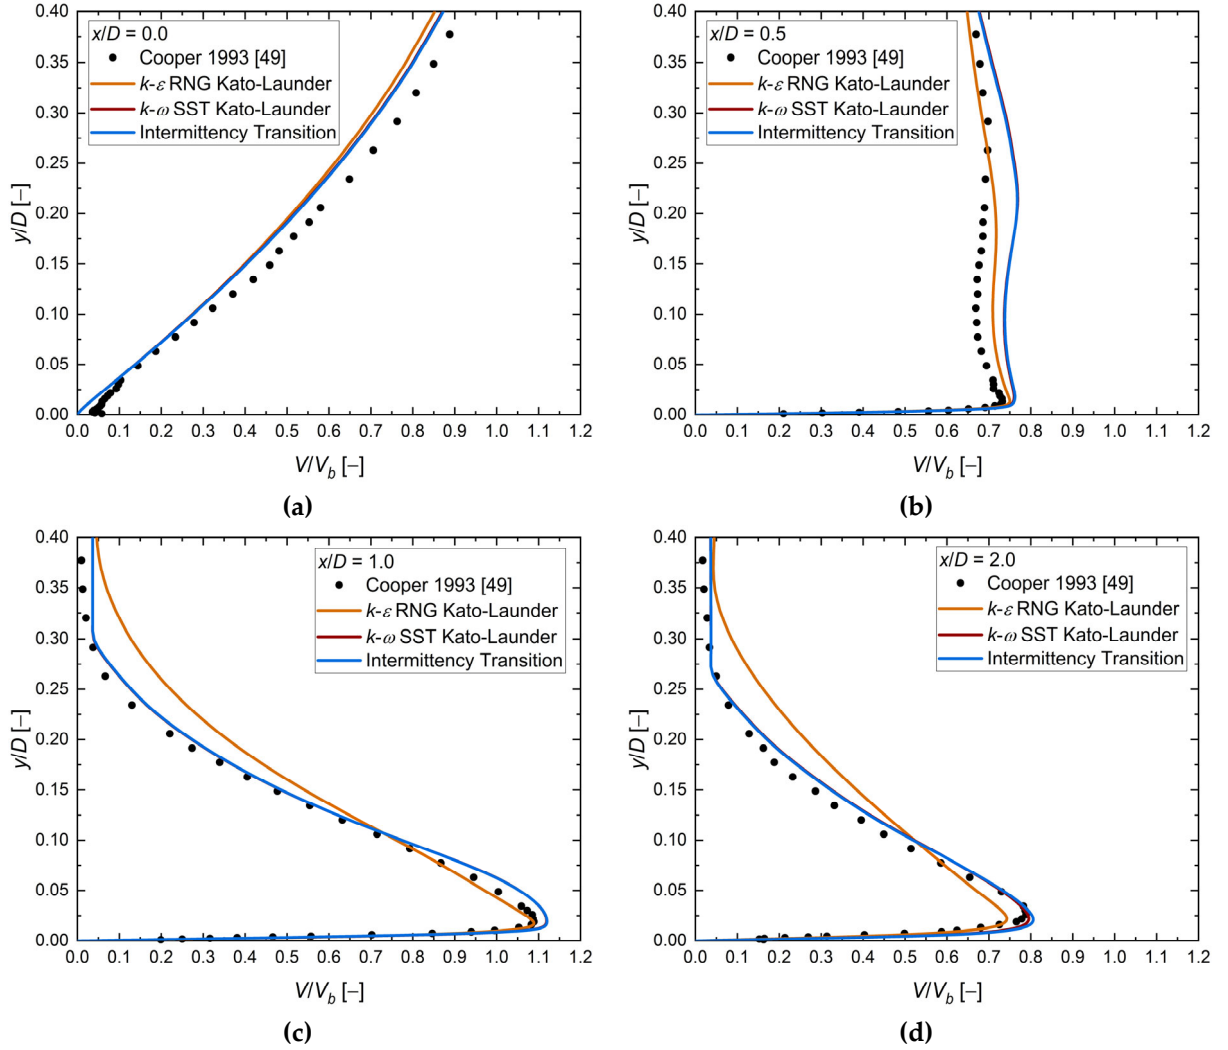 x/D = 0.0
Cooper 1993 [49]
k-ε RNG Kato-Launder
k-ω SST Kato-Launder
Intermittency Transition
0.40
0.35
0.30
0.25
0.20
0.15
0.10
0.05
0.00
y/D [–]
0.0 0.1 0.2 0.3 0.4 0.5 0.6 0.7 0.8 0.9 1.0 1.1 1.2
V/Vb [–]
(a)
x/D = 0.5
Cooper 1993 [49]
k-ε RNG Kato-Launder
k-ω SST Kato-Launder
Intermittency Transition
0.40
0.35
0.30
0.25
0.20
0.15
0.10
0.05
0.00
y/D [–]
0.0 0.1 0.2 0.3 0.4 0.5 0.6 0.7 0.8 0.9 1.0 1.1 1.2
V/Vb [–]
(b)
x/D = 1.0
Cooper 1993 [49]
k-ε RNG Kato-Launder
k-ω SST Kato-Launder
Intermittency Transition
0.40
0.35
0.30
0.25
0.20
0.15
0.10
0.05
0.00
y/D [–]
0.0 0.1 0.2 0.3 0.4 0.5 0.6 0.7 0.8 0.9 1.0 1.1 1.2
V/Vb [–]
(c)
x/D = 2.0
Cooper 1993 [49]
k-ε RNG Kato-Launder
k-ω SST Kato-Launder
Intermittency Transition
0.40
0.35
0.30
0.25
0.20
0.15
0.10
0.05
0.00
y/D [–]
0.0 0.1 0.2 0.3 0.4 0.5 0.6 0.7 0.8 0.9 1.0 1.1 1.2
V/Vb [–]
(d)